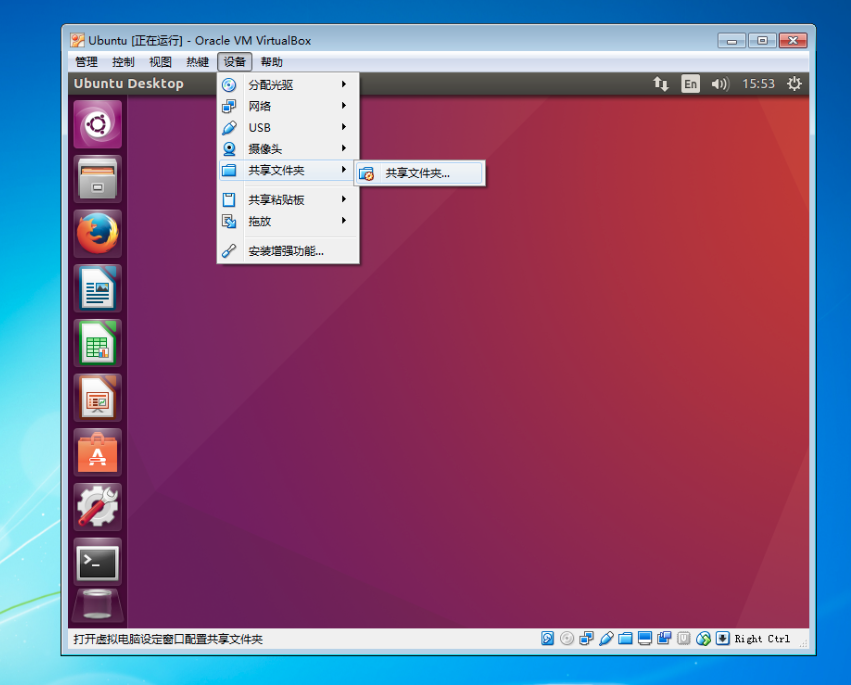 Ubuntu [正在运行] - Oracle VM VirtualBox
管理 控制 视图 热键 设备 帮助
Ubuntu Desktop En 15:53
分配光驱
网络
USB
摄像头
共享文件夹
共享文件夹...
共享粘贴板
拖放
安装增强功能...
打开虚拟电脑设定窗口配置共享文件夹 Right Ctrl